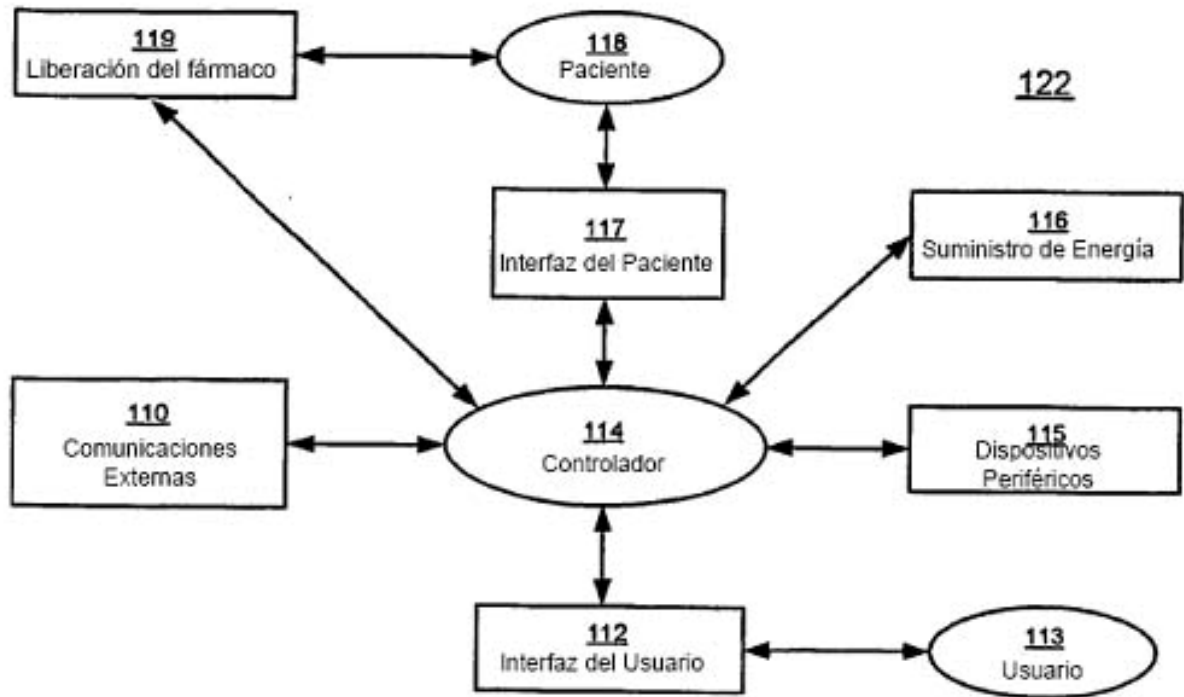 119
Liberación del fármaco
118
Paciente
122
117
Interfaz del Paciente
116
Suministro de Energía
110
Comunicaciones
Externas
114
Controlador
115
Dispositivos
Periféricos
112
Interfaz del Usuario
113
Usuario